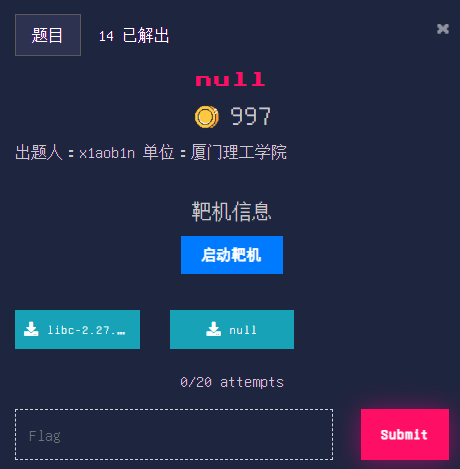 题目 14 已解出 ×
null
997
出题人：x1aob1n 单位：厦门理工学院
靶机信息
启动靶机
libc-2.27.… null
0/20 attempts
Flag Submit